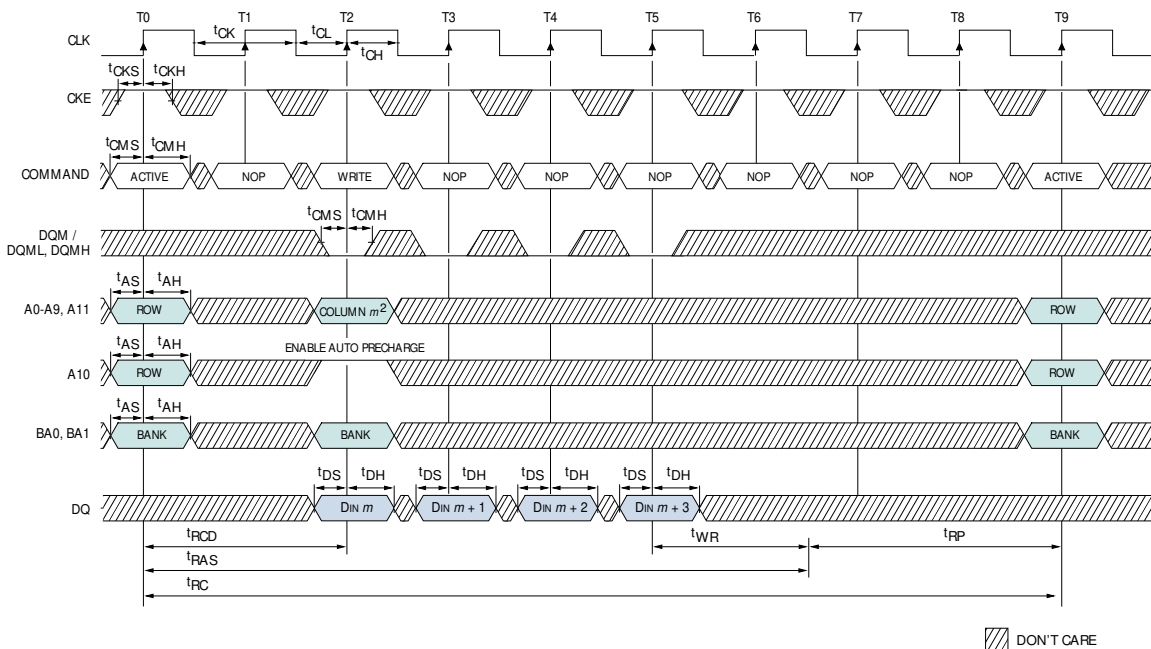 T0 T1 T2 T3 T4 T5 T6 T7 T8 T9
CLK
tCK tCL
tCH
tCKS tCKH
CKE
tCMS tCMH
COMMAND ACTIVE NOP WRITE NOP NOP NOP NOP NOP NOP ACTIVE
tCMS tCMH
DQM /
DQML, DQMH
tAS tAH
A0-A9, A11 ROW COLUMN m2 ROW
ENABLE AUTO PRECHARGE
tAS tAH
A10 ROW ROW
tAS tAH
BA0, BA1 BANK BANK BANK
tDS tDH tDS tDH tDS tDH tDS tDH
DQ DIN m DIN m + 1 DIN m + 2 DIN m + 3
tRCD tWR tRP
tRAS
tRC
DON'T CARE